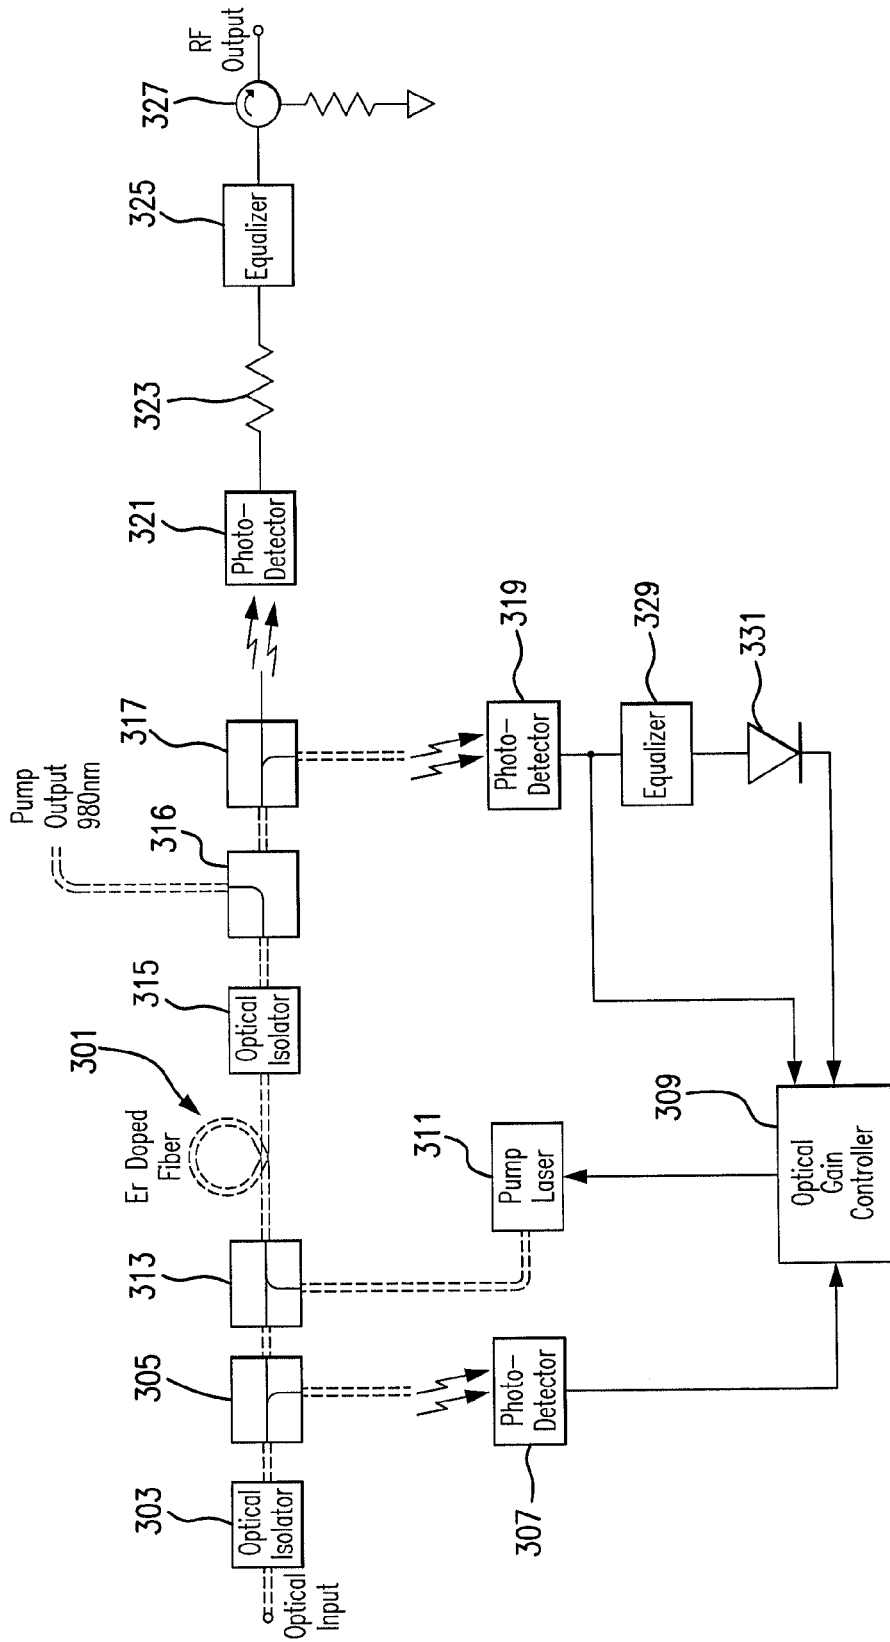 Optical
Input
303
Optical
Isolator
305
313
Er Doped
Fiber
301
315
Optical
Isolator
316
Pump
Output
980nm
317
321
Photo-
Detector
323
325
Equalizer
327
RF
Output
307
Photo-
Detector
311
Pump
Laser
309
Optical
Gain
Controller
319
Photo-
Detector
329
Equalizer
331